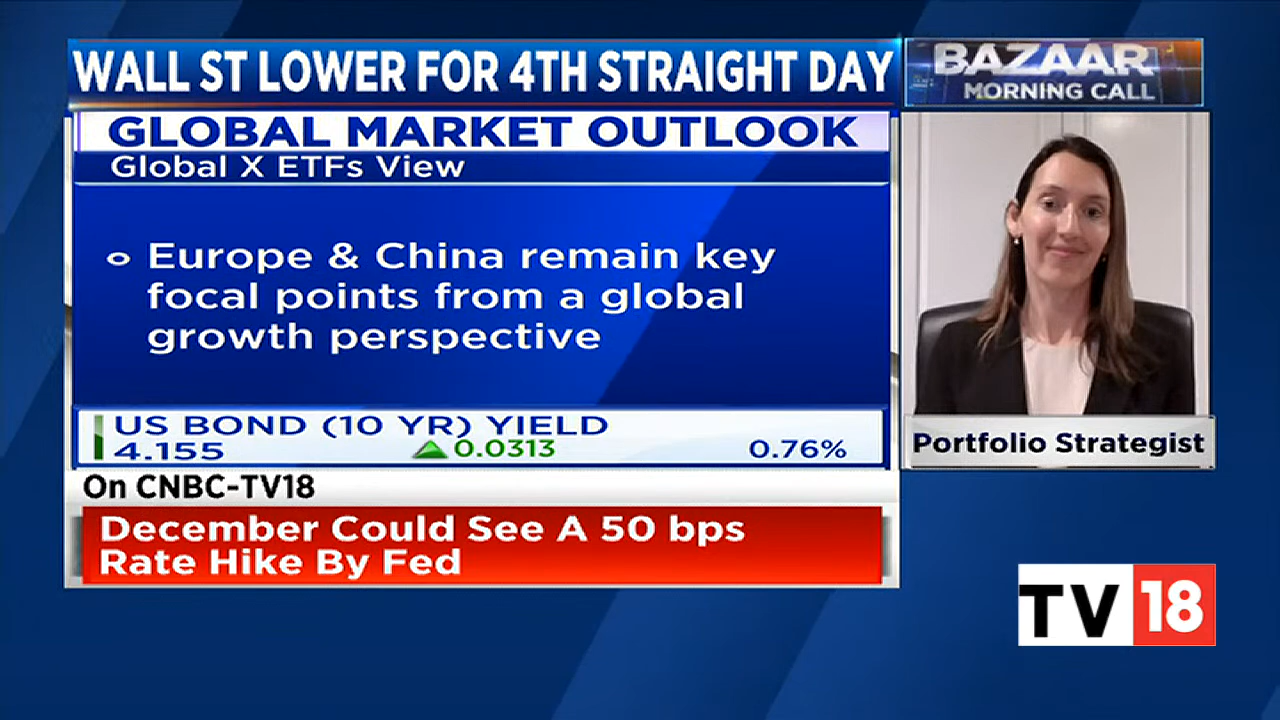 WALL ST LOWER FOR 4TH STRAIGHT DAY
BAZAAR
MORNING CALL
GLOBAL MARKET OUTLOOK
Global X ETFs View
Europe & China remain key
focal points from a global
growth perspective
US BOND (10 YR) YIELD
4.155 0.0313 0.76%
Portfolio Strategist
On CNBC-TV18
December Could See A 50 bps
Rate Hike By Fed
TV18